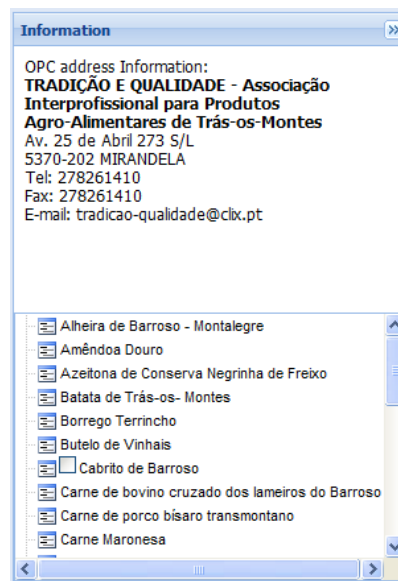 Information
OPC address Information:
TRADIÇÃO E QUALIDADE - Associação
Interprofissional para Produtos
Agro-Alimentares de Trás-os-Montes
Av. 25 de Abril 273 S/L
5370-202 MIRANDELA
Tel: 278261410
Fax: 278261410
E-mail: tradicao-qualidade@clix.pt
Alheira de Barroso - Montalegre
Amêndoa Douro
Azeitona de Conserva Negrinha de Freixo
Batata de Trás-os- Montes
Borrego Terrincho
Butelo de Vinhais
Cabrito de Barroso
Carne de bovino cruzado dos lameiros do Barroso
Carne de porco bísaro transmontano
Carne Maronesa